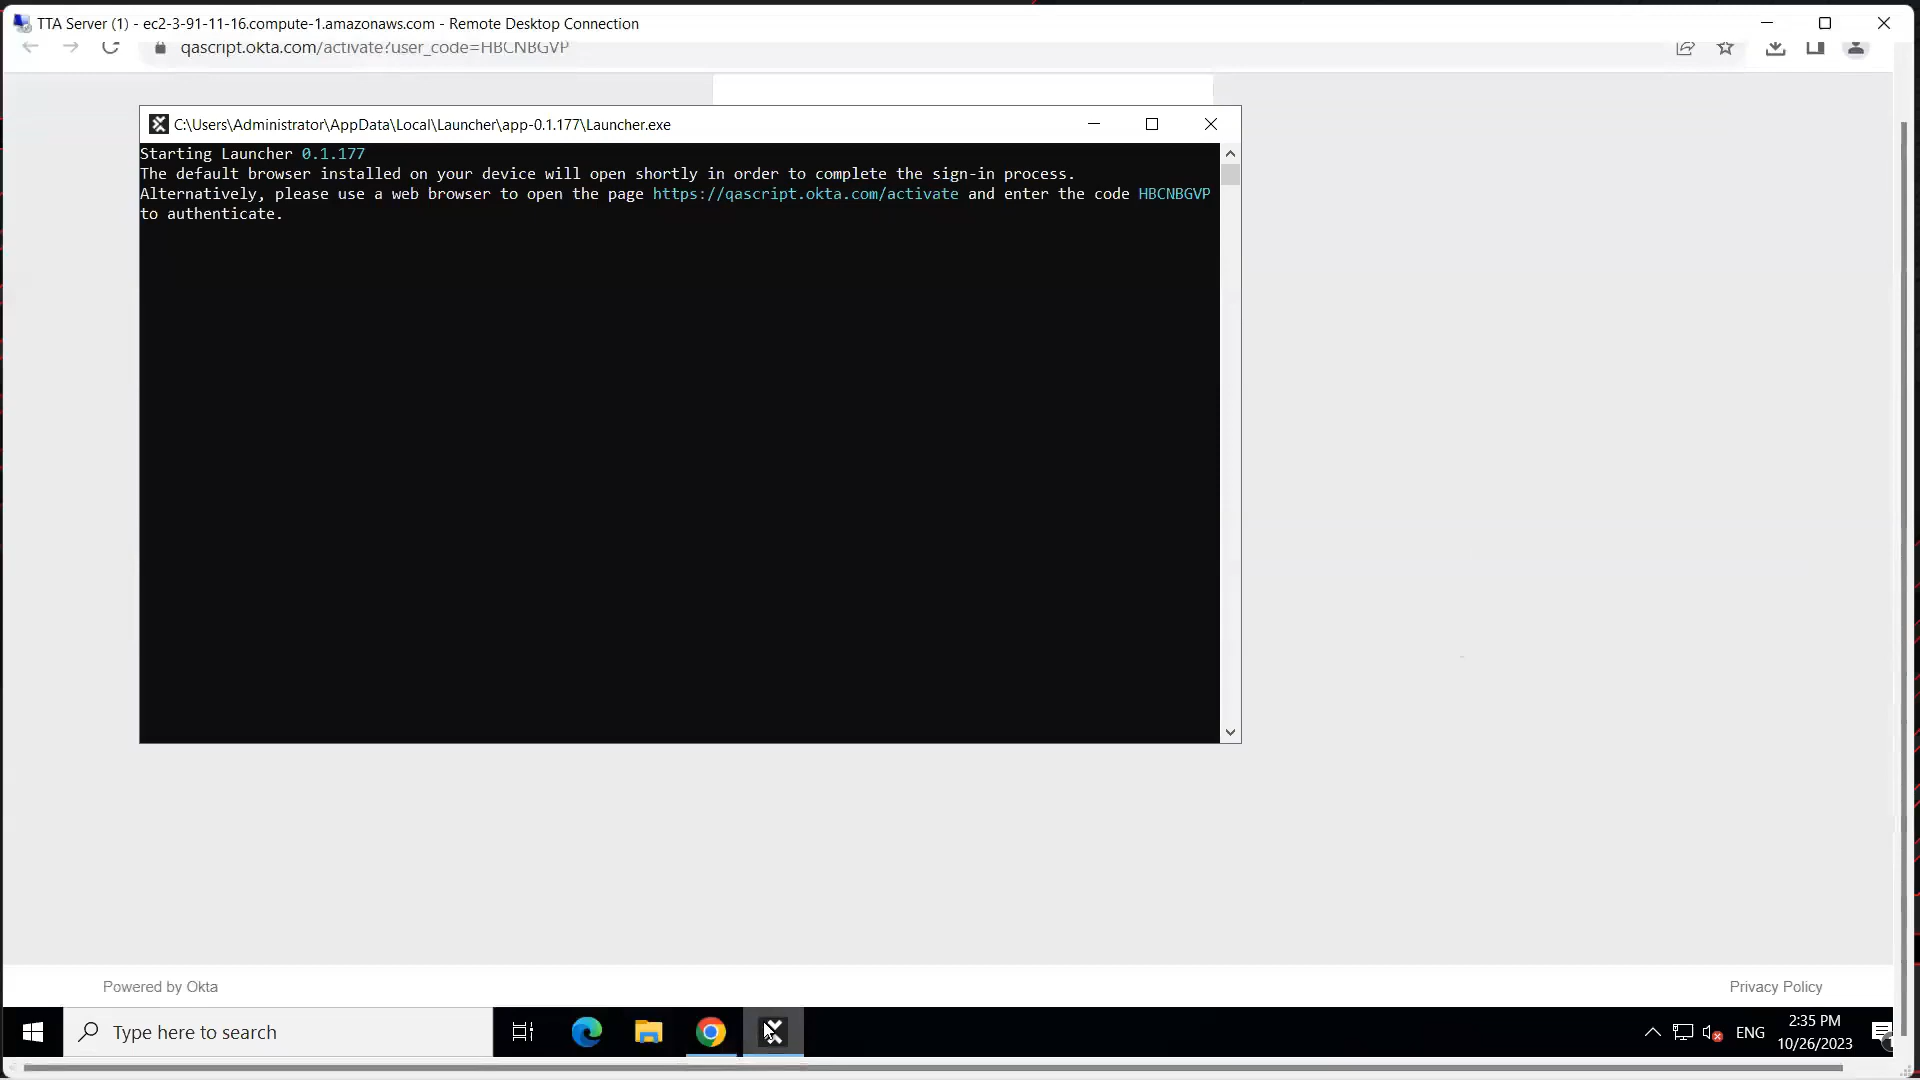 TTA Server (1) - ec2-3-91-11-16.compute-1.amazonaws.com - Remote Desktop Connection
qascript.okta.com/activate?user_code=HBCNBGVP
C:\Users\Administrator\AppData\Local\Launcher\app-0.1.177\Launcher.exe
Starting Launcher 0.1.177
The default browser installed on your device will open shortly in order to complete the sign-in process.
Alternatively, please use a web browser to open the page https://qascript.okta.com/activate and enter the code HBCNBGVP
to authenticate.
Powered by Okta
Privacy Policy
Type here to search
ENG
2:35 PM
10/26/2023